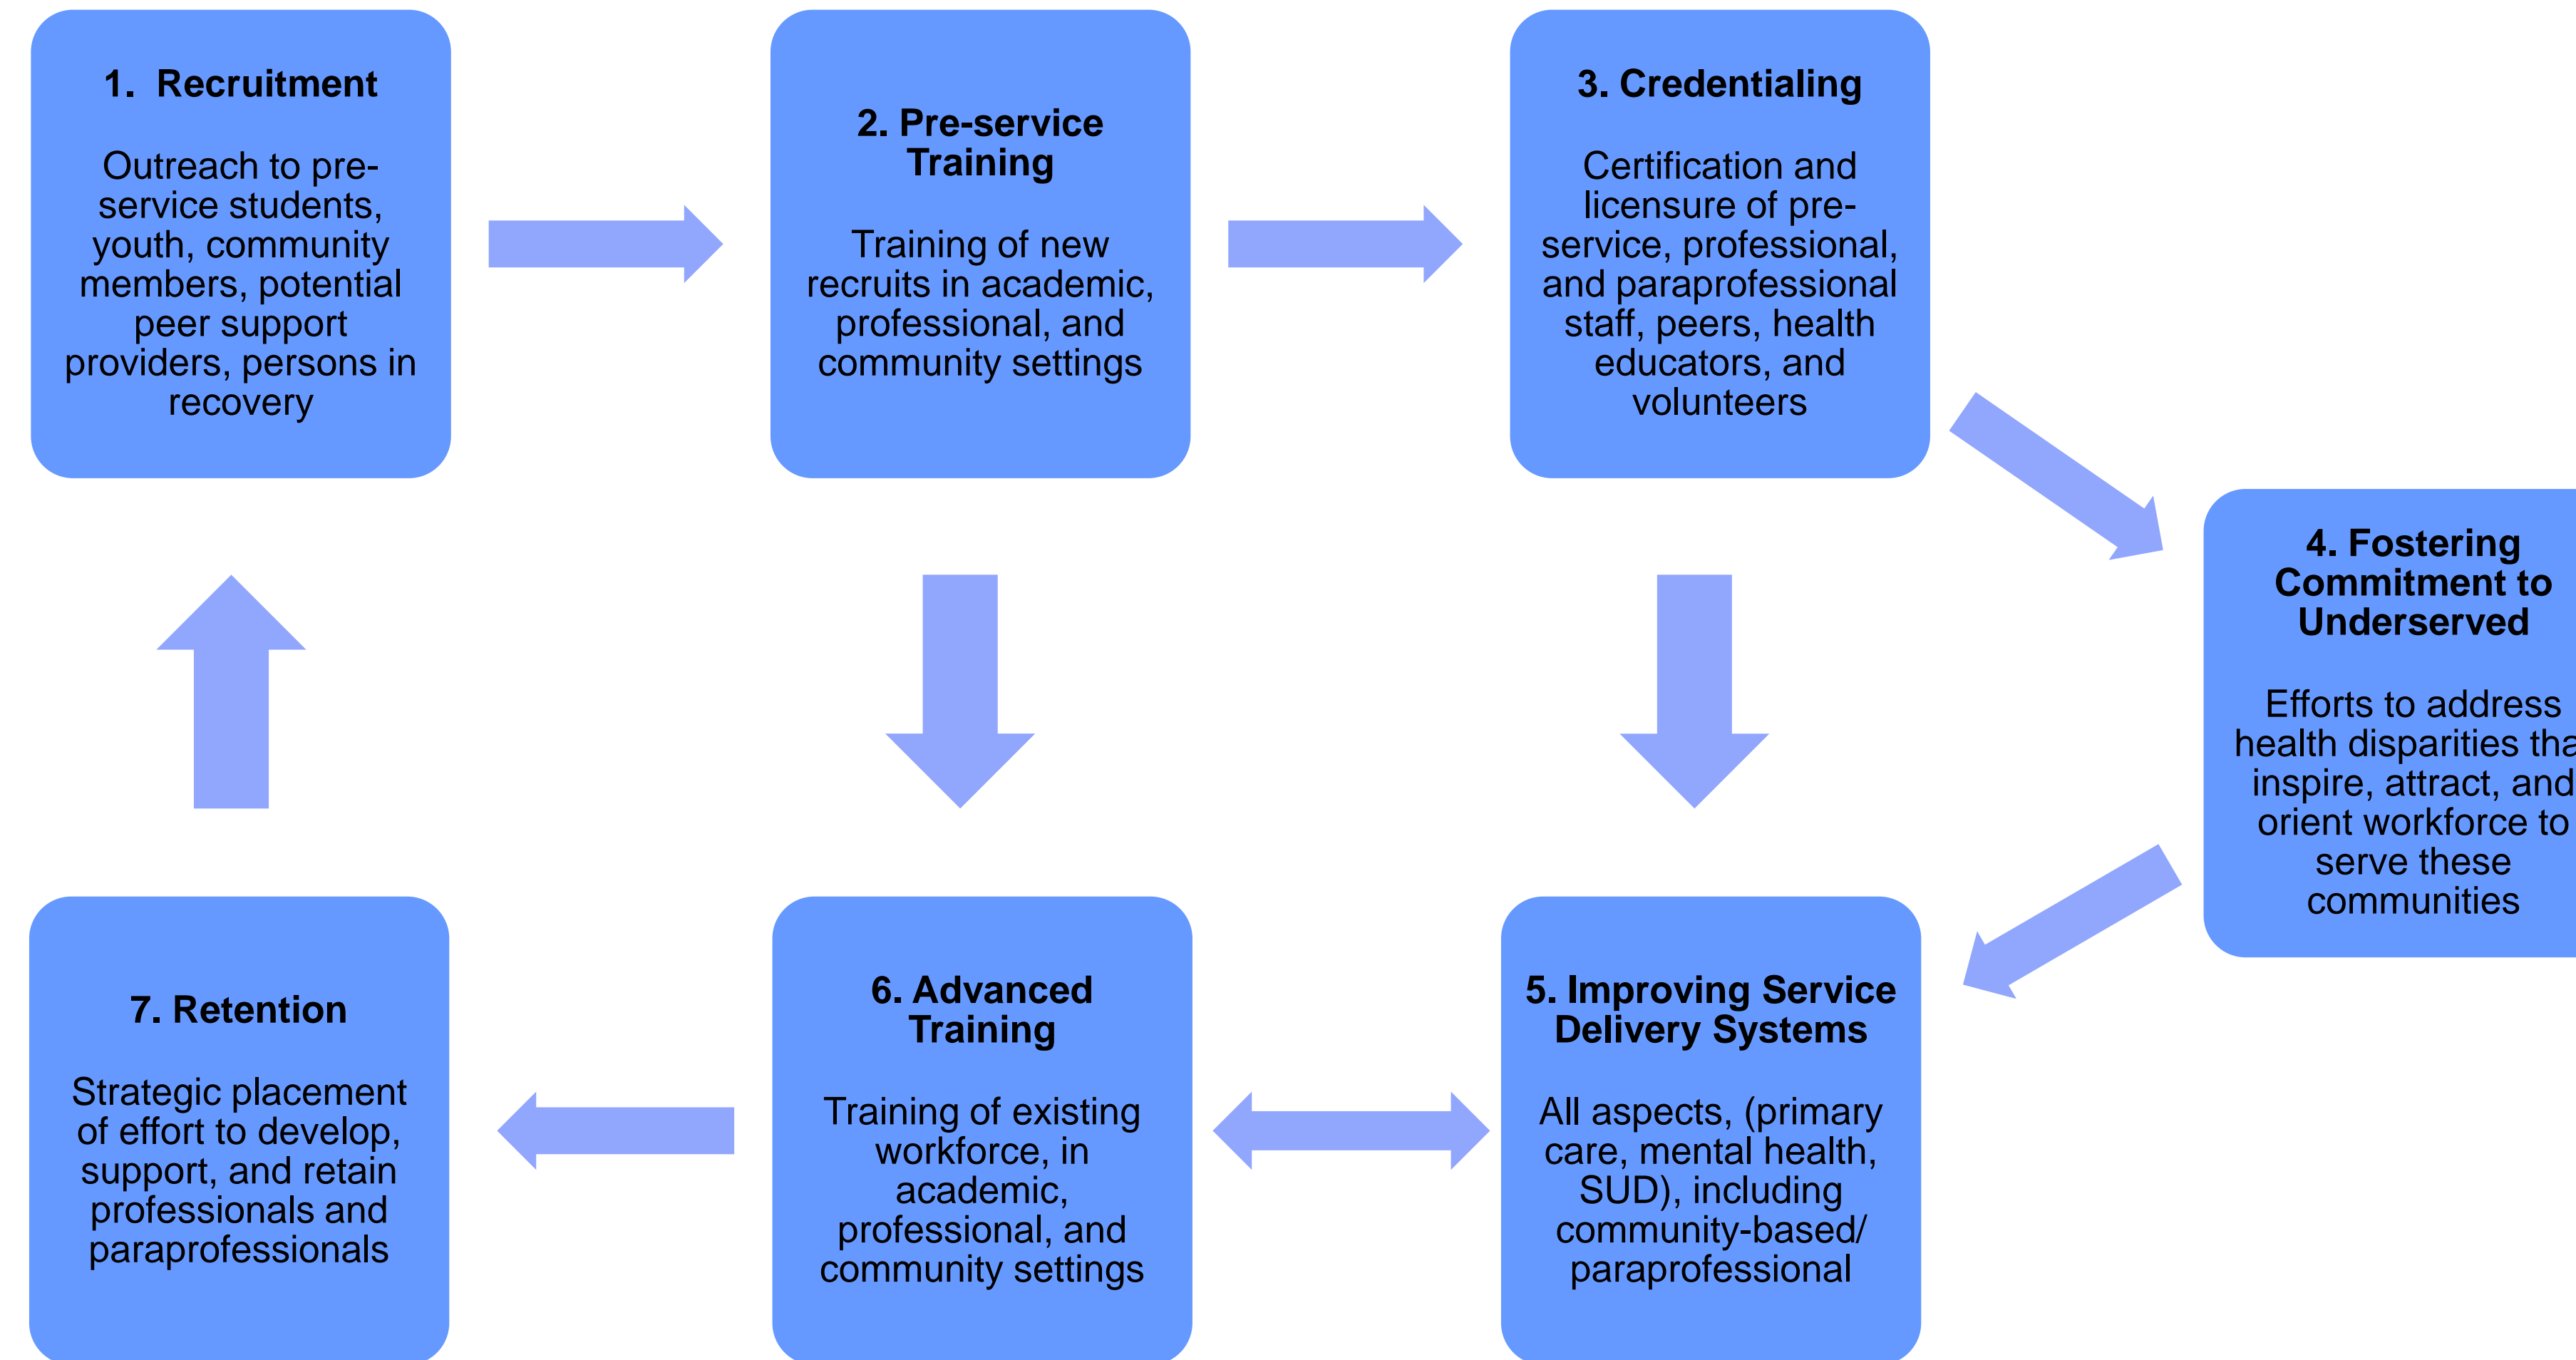 1. Recruitment
Outreach to pre-
service students,
youth, community
members, potential
peer support
providers, persons in
recovery
2. Pre-service
Training
Training of new
recruits in academic,
professional, and
community settings
3. Credentialing
Certification and
licensure of pre-
service, professional,
and paraprofessional
staff, peers, health
educators, and
volunteers
4. Fostering
Commitment to
Underserved
Efforts to address
health disparities tha
inspire, attract, and
orient workforce to
serve these
communities
5. Improving Service
Delivery Systems
All aspects, (primary
care, mental health,
SUD), including
community-based/
paraprofessional
6. Advanced
Training
Training of existing
workforce, in
academic,
professional, and
community settings
7. Retention
Strategic placement
of effort to develop,
support, and retain
professionals and
paraprofessionals